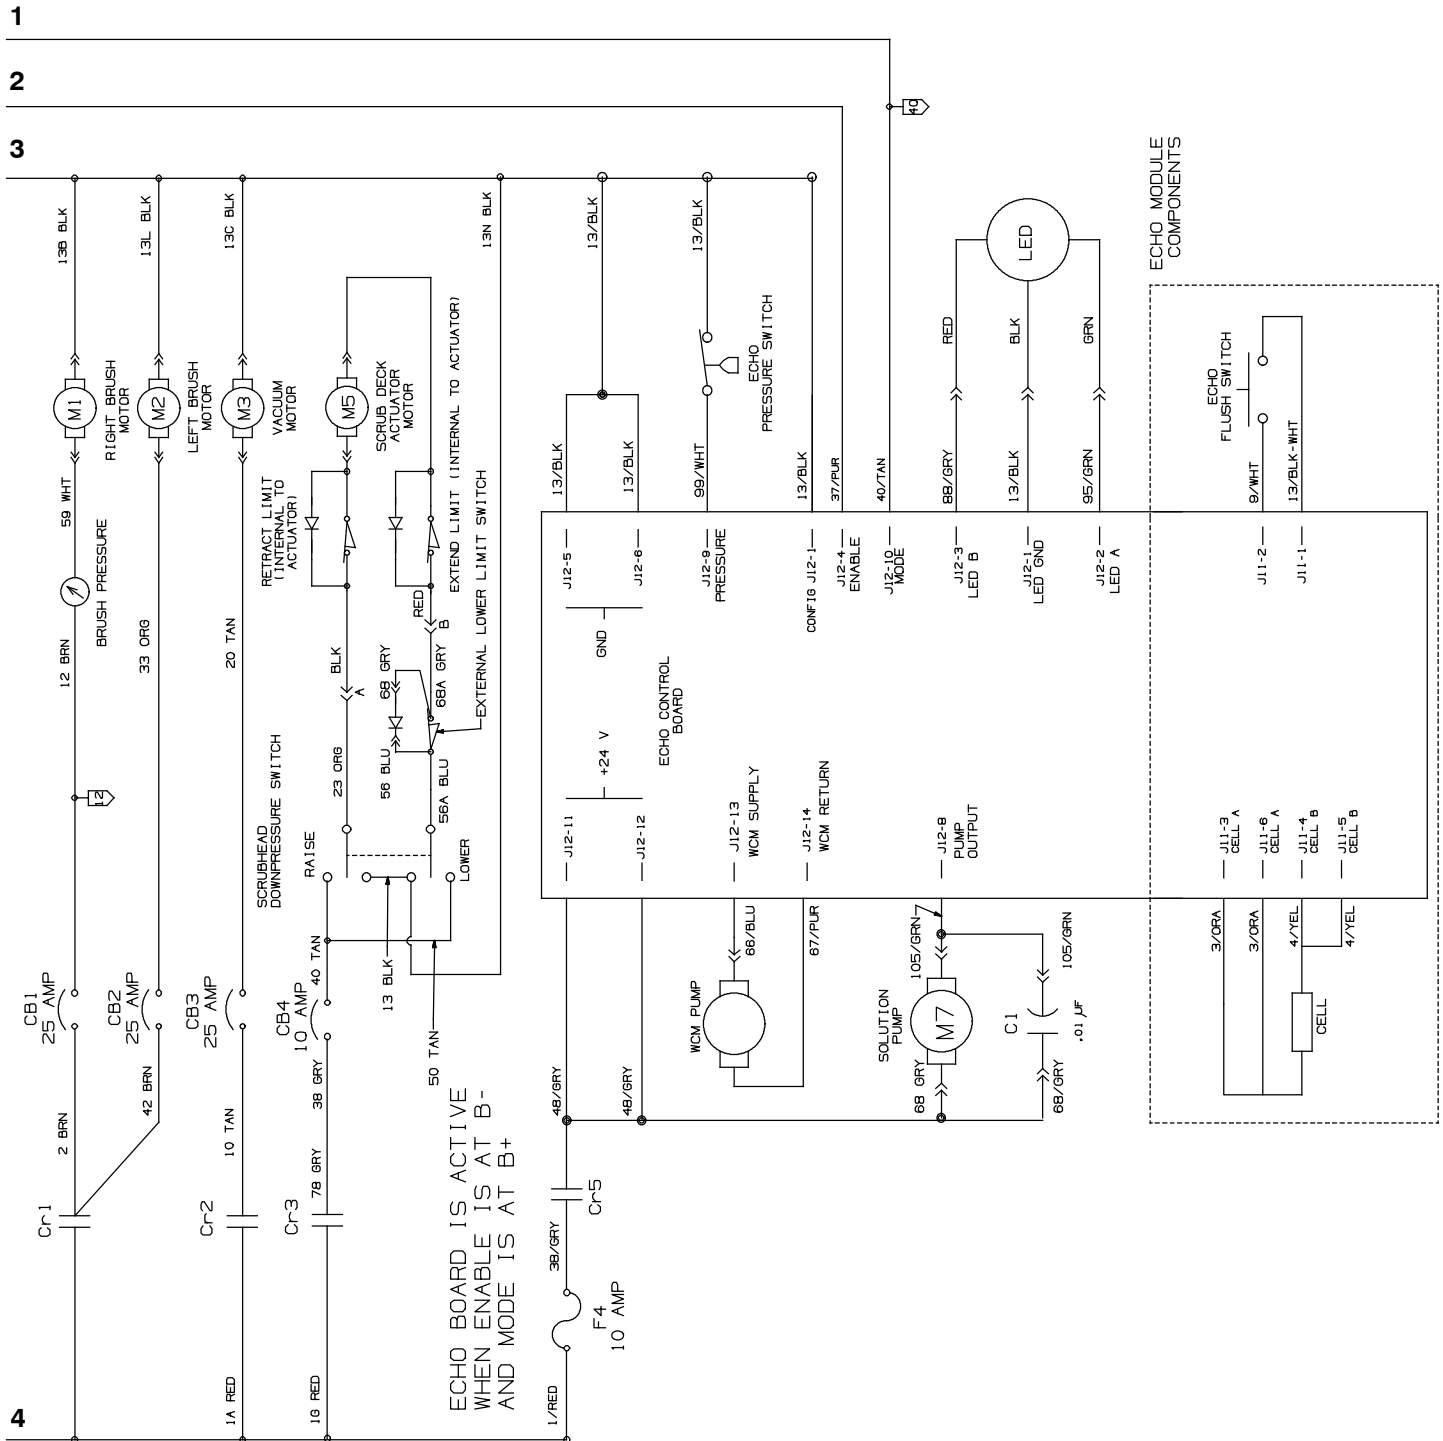 1
2
3
4
13B BLK
13L BLK
13C BLK
13N BLK
13/BLK
13/BLK
40
ECHO MODULE
COMPONENTS
M1
RIGHT BRUSH
MOTOR
M2
LEFT BRUSH
MOTOR
M3
VACUUM
MOTOR
M5
SCRUB DECK
ACTUATOR
MOTOR
59 WHT
BRUSH PRESSURE
12 BRN
33 ORG
20 TAN
12
RETRACT LIMIT
(INTERNAL TO
ACTUATOR)
EXTEND LIMIT (INTERNAL TO ACTUATOR)
EXTERNAL LOWER LIMIT SWITCH
BLK
A
RED
B
68 GRY
68A GRY
23 ORG
56 BLU
56A BLU
SCRUBHEAD
DOWNPRESSURE SWITCH
RAISE
LOWER
40 TAN
13 BLK
50 TAN
CB1
25 AMP
CB2
25 AMP
CB3
25 AMP
CB4
10 AMP
2 BRN
42 BRN
10 TAN
38 GRY
78 GRY
Cr1
Cr2
Cr3
1A RED
1G RED
ECHO BOARD IS ACTIVE
WHEN ENABLE IS AT B-
AND MODE IS AT B+
ECHO
PRESSURE SWITCH
LED
RED
BLK
GRN
ECHO
FLUSH SWITCH
13/BLK
13/BLK
99/WHT
13/BLK
37/PUR
40/TAN
88/GRY
13/BLK
95/GRN
9/WHT
13/BLK-WHT
J12-5
J12-6
J12-9
PRESSURE
CONFIG J12-1
J12-4
ENABLE
J12-10
MODE
J12-3
LED B
J12-1
LED GND
J12-2
LED A
J11-2
J11-1
GND
ECHO CONTROL
BOARD
+24 V
J12-11
J12-12
J12-13
WCM SUPPLY
J12-14
WCM RETURN
J12-8
PUMP
OUTPUT
J11-3
CELL A
J11-6
CELL A
J11-4
CELL B
J11-5
CELL B
66/BLU
67/PUR
105/GRN
105/GRN
3/ORA
3/ORA
4/YEL
4/YEL
WCM PUMP
SOLUTION
PUMP
M7
C1
.01 µF
CELL
48/GRY
48/GRY
68 GRY
68/GRY
Cr5
38/GRY
F4
10 AMP
1/RED